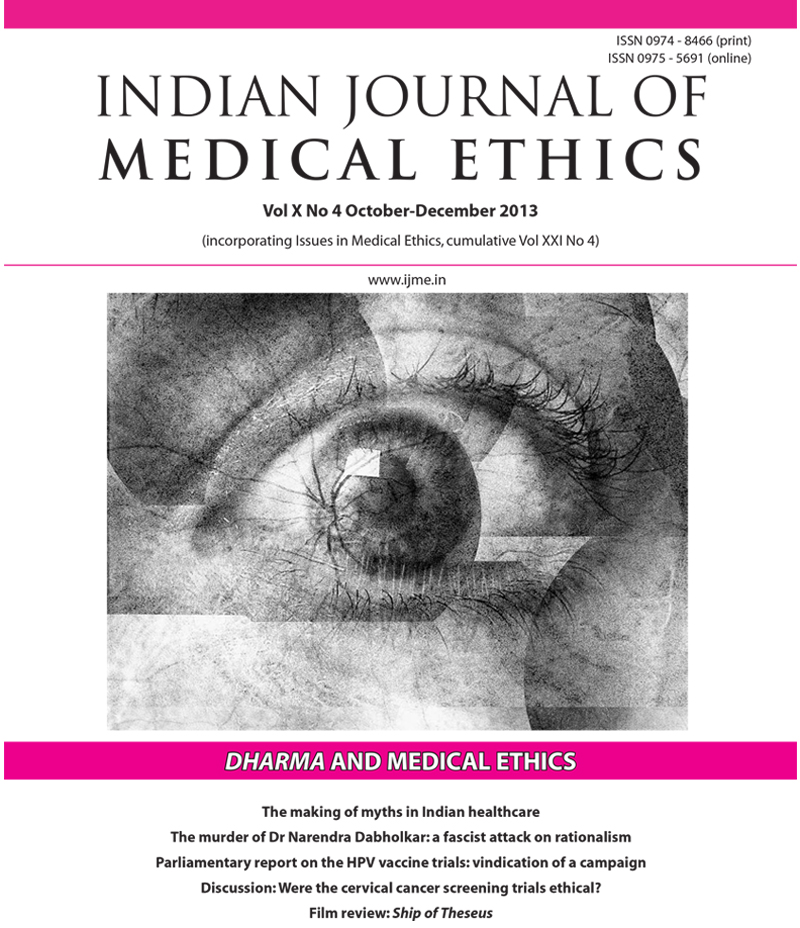 ISSN 0974 - 8466 (print)
ISSN 0975 - 5691 (online)
INDIAN JOURNAL OF
MEDICAL ETHICS
Vol X No 4 October-December 2013
(incorporating Issues in Medical Ethics, cumulative Vol XXI No 4)
www.ijme.in
DHARMA AND MEDICAL ETHICS
The making of myths in Indian healthcare
The murder of Dr Narendra Dabholkar: a fascist attack on rationalism
Parliamentary report on the HPV vaccine trials: vindication of a campaign
Discussion: Were the cervical cancer screening trials ethical?
Film review: Ship of Theseus